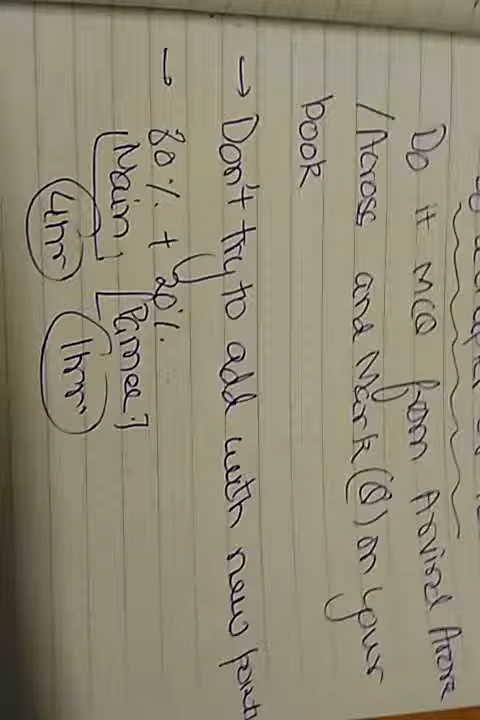 Do it MCQ from Arvind Arora
/Across and Mark (Q) on your
book
→ Don't try to add with new point
→ 80% + 20%.
[Main] [Parnee]
4hr 1hr